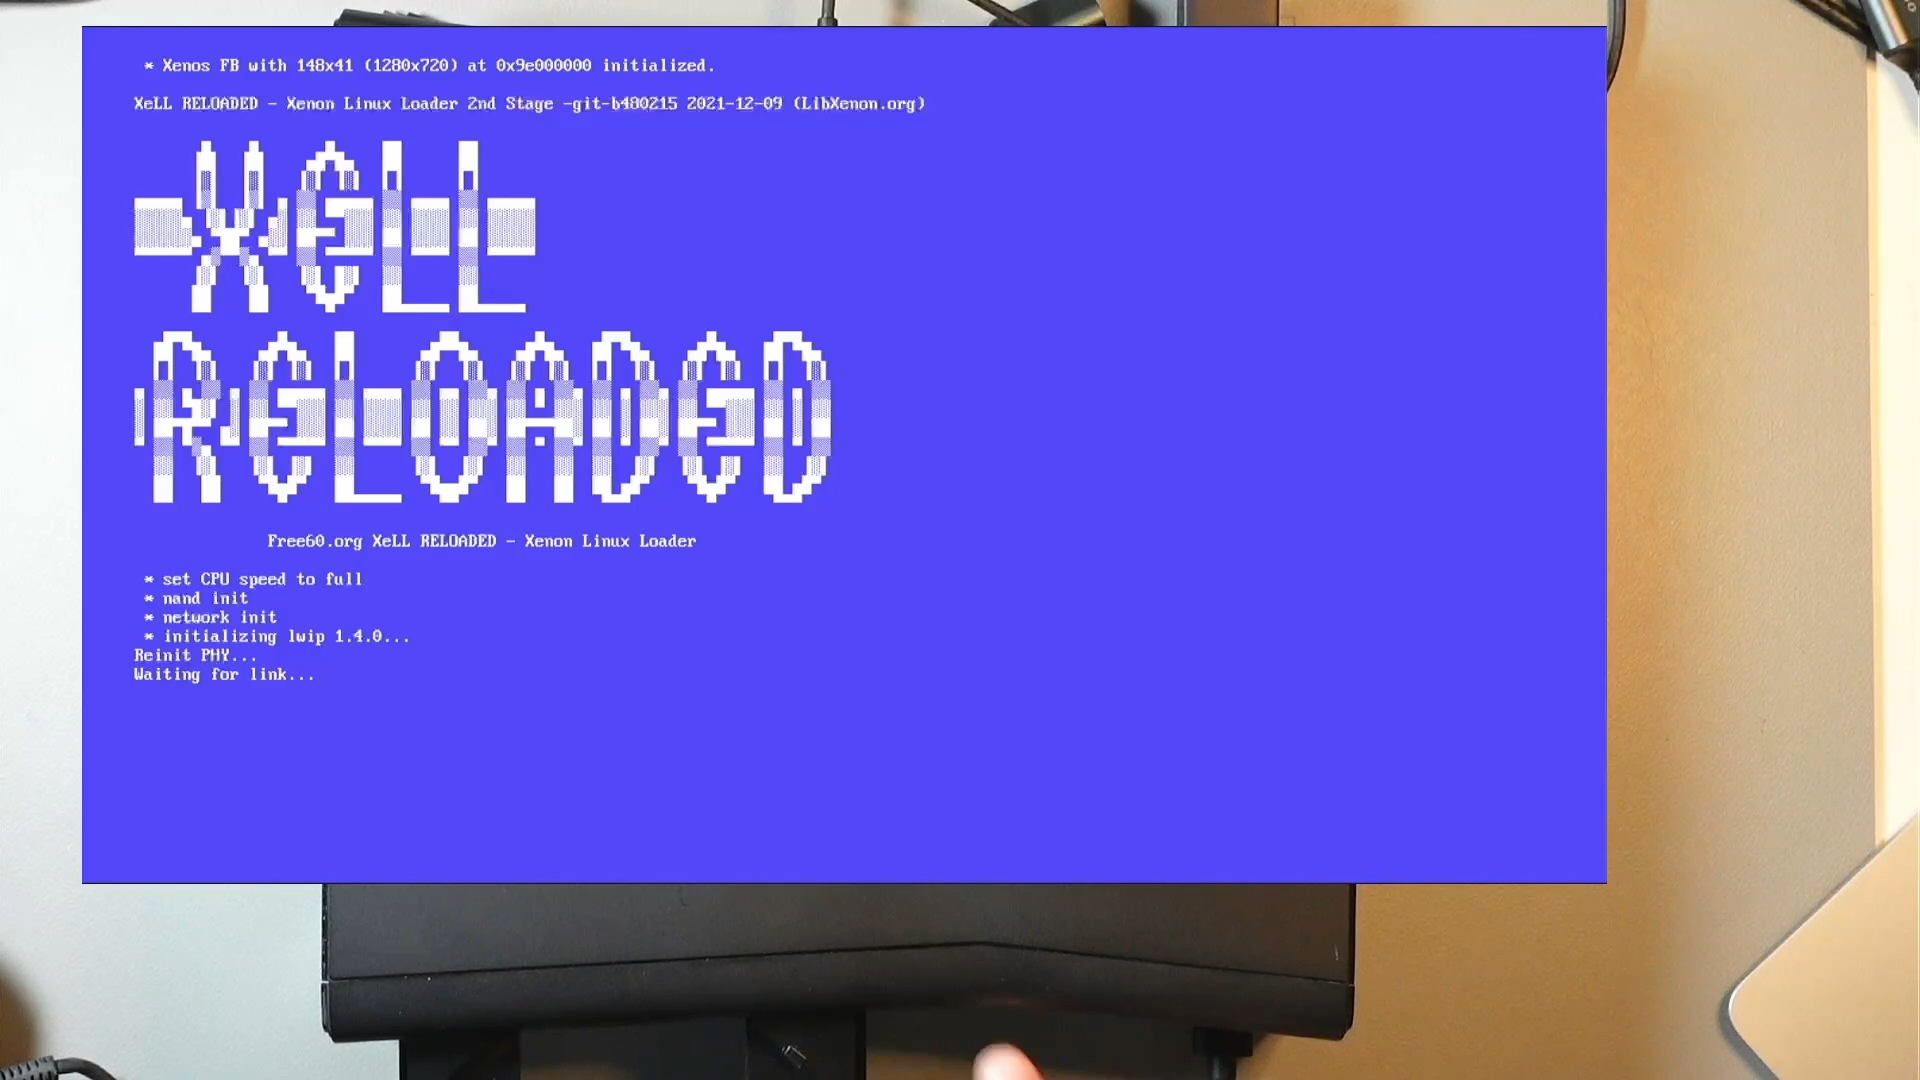 * Xenos FB with 148x41 (1280x720) at 0x9e000000 initialized.
XeLL RELOADED - Xenon Linux Loader 2nd Stage -git-b480215 2021-12-09 (LibXenon.org)
XeLL
ReLOADeD
Free60.org XeLL RELOADED - Xenon Linux Loader
* set CPU speed to full
* nand init
* network init
* initializing lwip 1.4.0...
Reinit PHY...
Waiting for link...